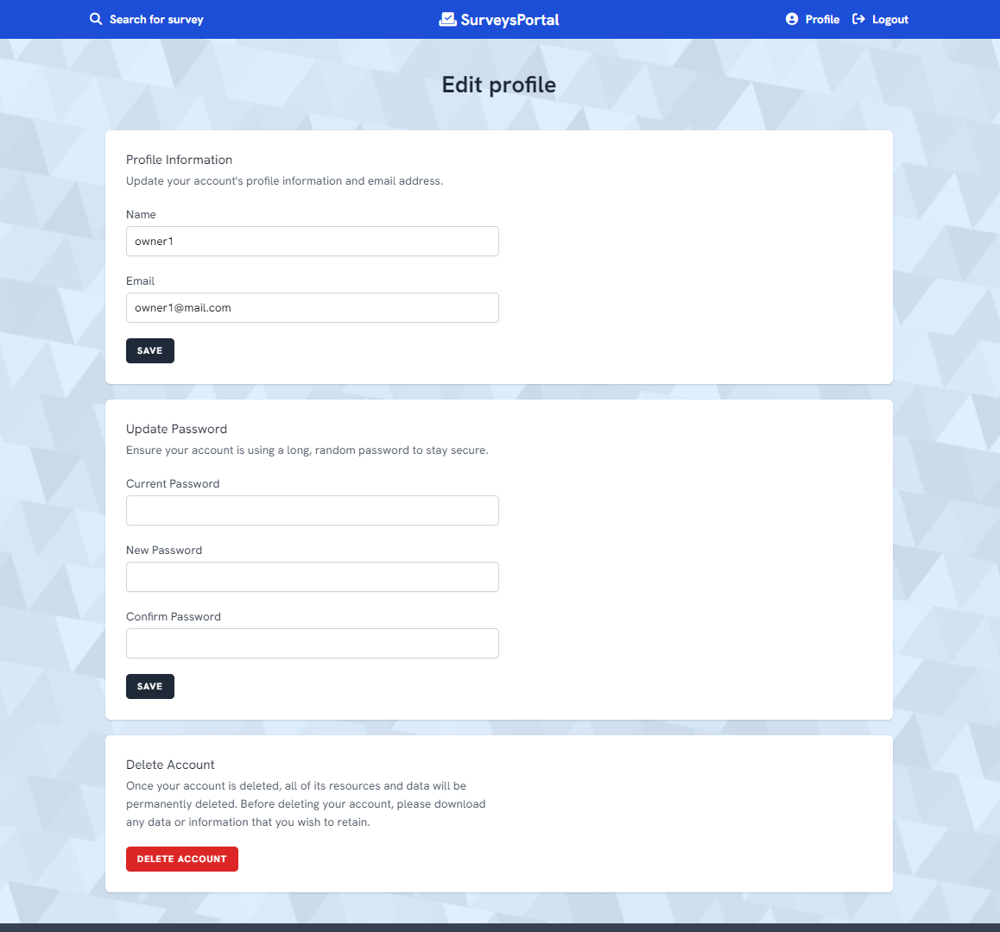 Search for survey
SurveysPortal
Profile
Logout
Edit profile
Profile Information
Update your account's profile information and email address.
Name
owner1
Email
owner1@mail.com
SAVE
Update Password
Ensure your account is using a long, random password to stay secure.
Current Password
New Password
Confirm Password
SAVE
Delete Account
Once your account is deleted, all of its resources and data will be
permanently deleted. Before deleting your account, please download
any data or information that you wish to retain.
DELETE ACCOUNT